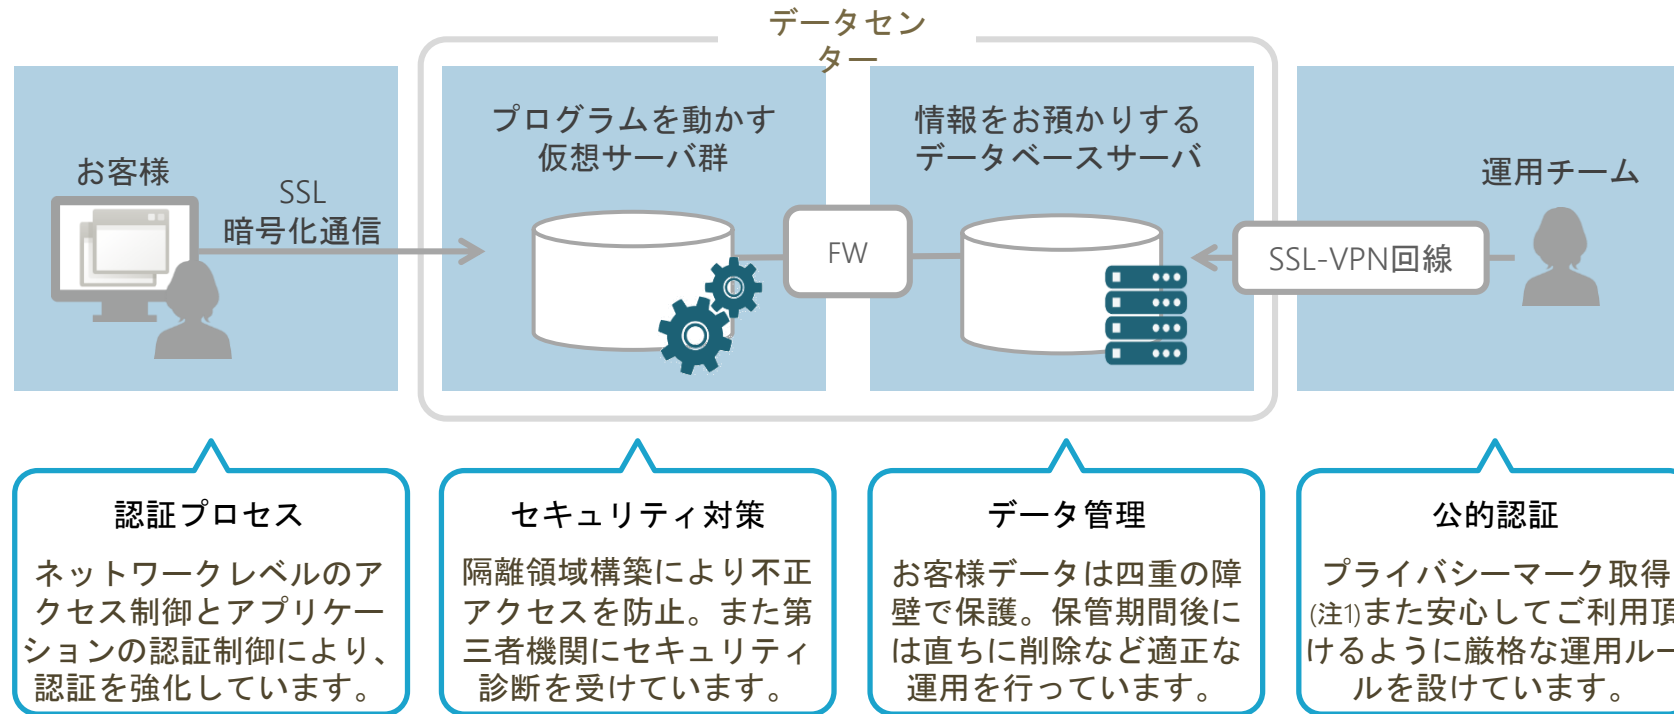 データセン
ター
お客様
SSL
暗号化通信
プログラムを動かす
仮想サーバ群
FW
情報をお預かりする
データベースサーバ
SSL-VPN回線
運用チーム
認証プロセス
ネットワークレベルのア
クセス制御とアプリケー
ションの認証制御により、
認証を強化しています。
セキュリティ対策
隔離領域構築により不正
アクセスを防止。また第
三者機関にセキュリティ
診断を受けています。
データ管理
お客様データは四重の障
壁で保護。保管期間後に
は直ちに削除など適正な
運用を行っています。
公的認証
プライバシーマーク取得
(注1)また安心してご利用頂
けるように厳格な運用ルー
ルを設けています。